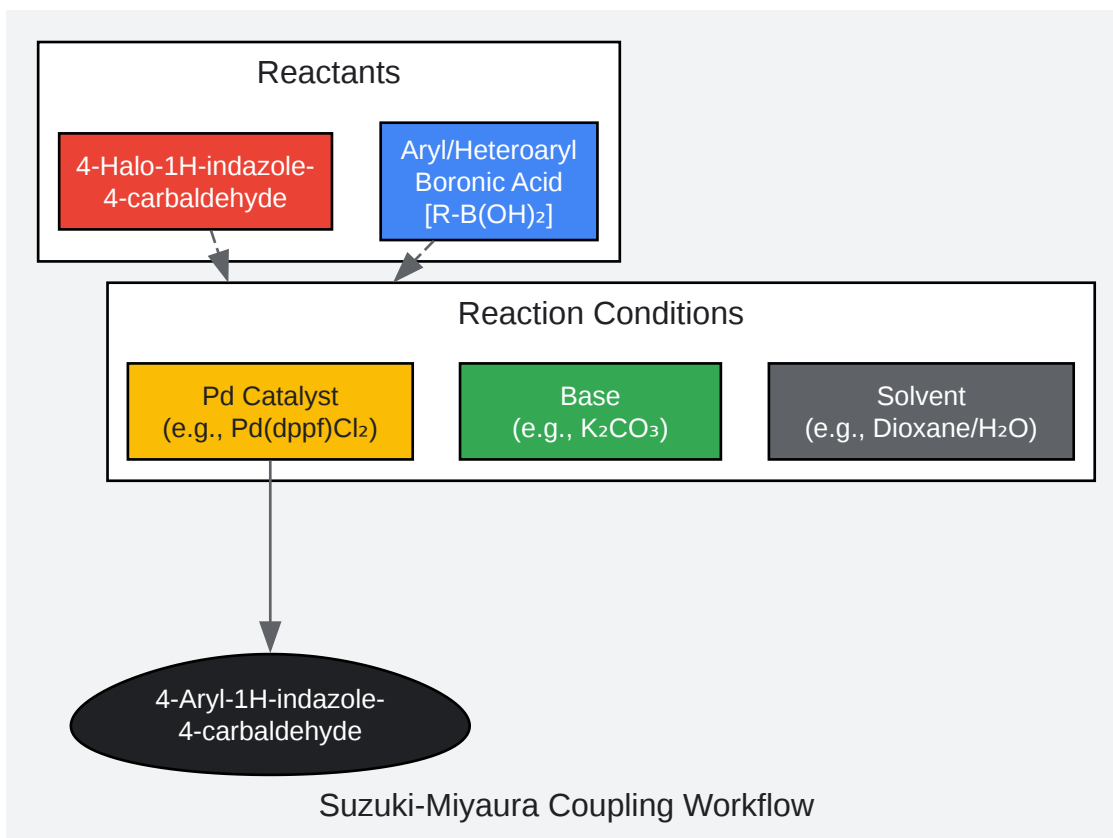 Reactants
4-Halo-1H-indazole-
4-carbaldehyde
Aryl/Heteroaryl
Boronic Acid
[R-B(OH)₂]
Reaction Conditions
Pd Catalyst
(e.g., Pd(dppf)Cl₂)
Base
(e.g., K₂CO₃)
Solvent
(e.g., Dioxane/H₂O)
4-Aryl-1H-indazole-
4-carbaldehyde
Suzuki-Miyaura Coupling Workflow